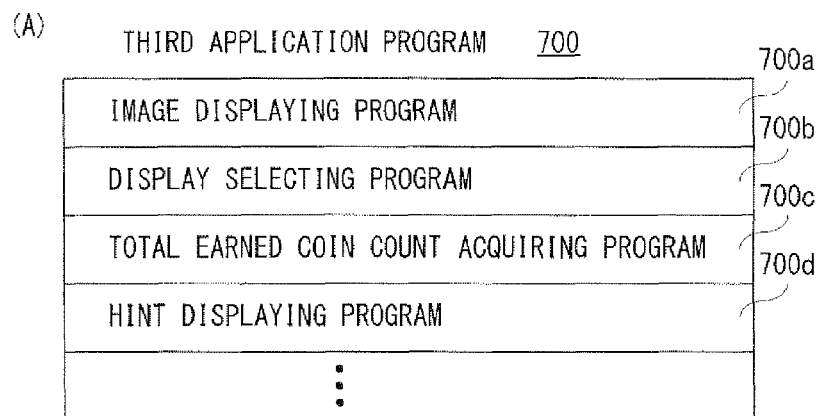 (A)
THIRD APPLICATION PROGRAM 700
700a
IMAGE DISPLAYING PROGRAM
700b
DISPLAY SELECTING PROGRAM
700c
TOTAL EARNED COIN COUNT ACQUIRING PROGRAM
700d
HINT DISPLAYING PROGRAM